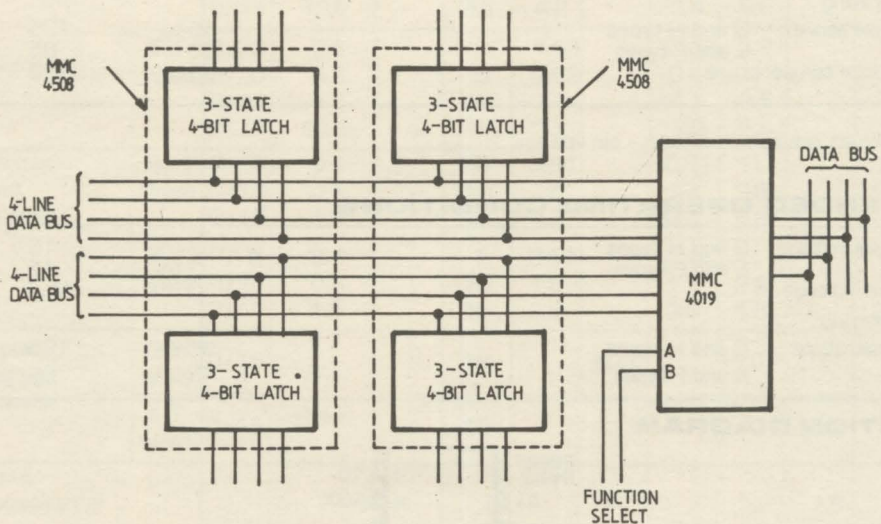 MMC
4508
3-STATE
4-BIT LATCH
3-STATE
4-BIT LATCH
MMC
4508
DATA BUS
4-LINE
DATA BUS
4-LINE
DATA BUS
MMC
4019
A
B
3-STATE
4-BIT LATCH
3-STATE
4-BIT LATCH
FUNCTION
SELECT